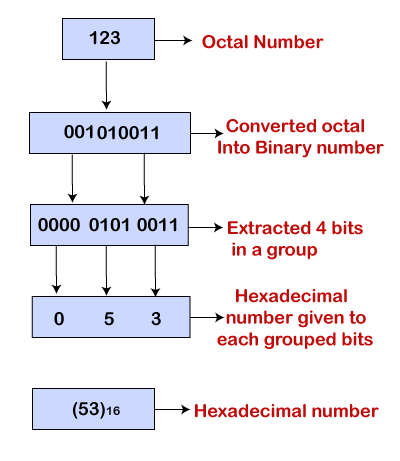 123
Octal Number
001010011
Converted octal
Into Binary number
0000 0101 0011
Extracted 4 bits
in a group
0 5 3
Hexadecimal
number given to
each grouped bits
(53)₁₆
Hexadecimal number